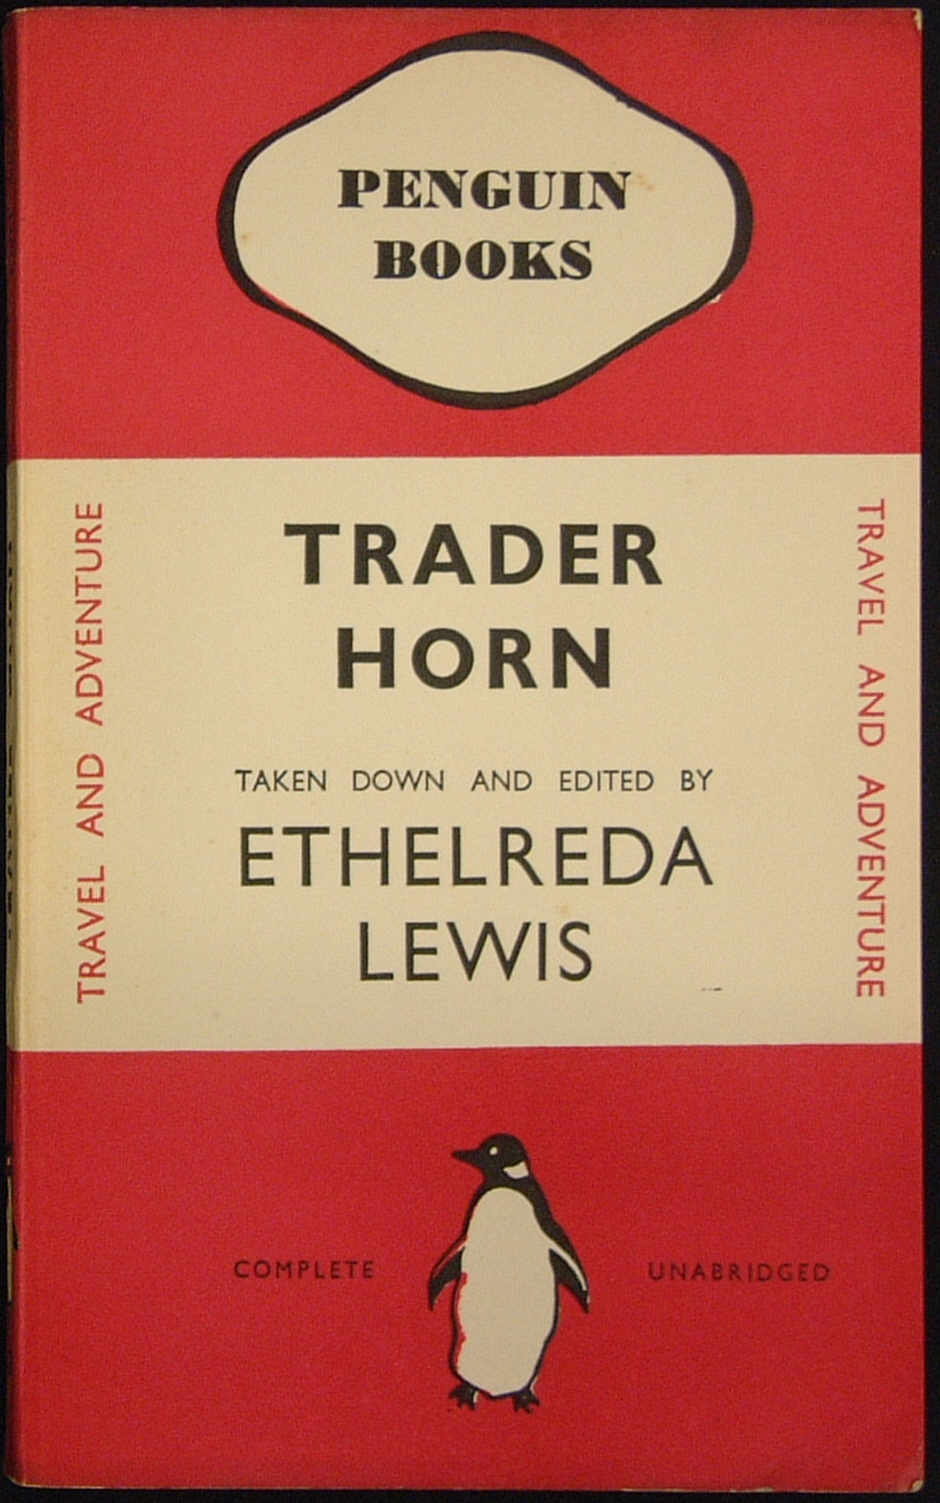 PENGUIN
BOOKS
TRAVEL AND ADVENTURE
TRADER
HORN
TAKEN DOWN AND EDITED BY
ETHELREDA
LEWIS
TRAVEL AND ADVENTURE
COMPLETE
UNABRIDGED